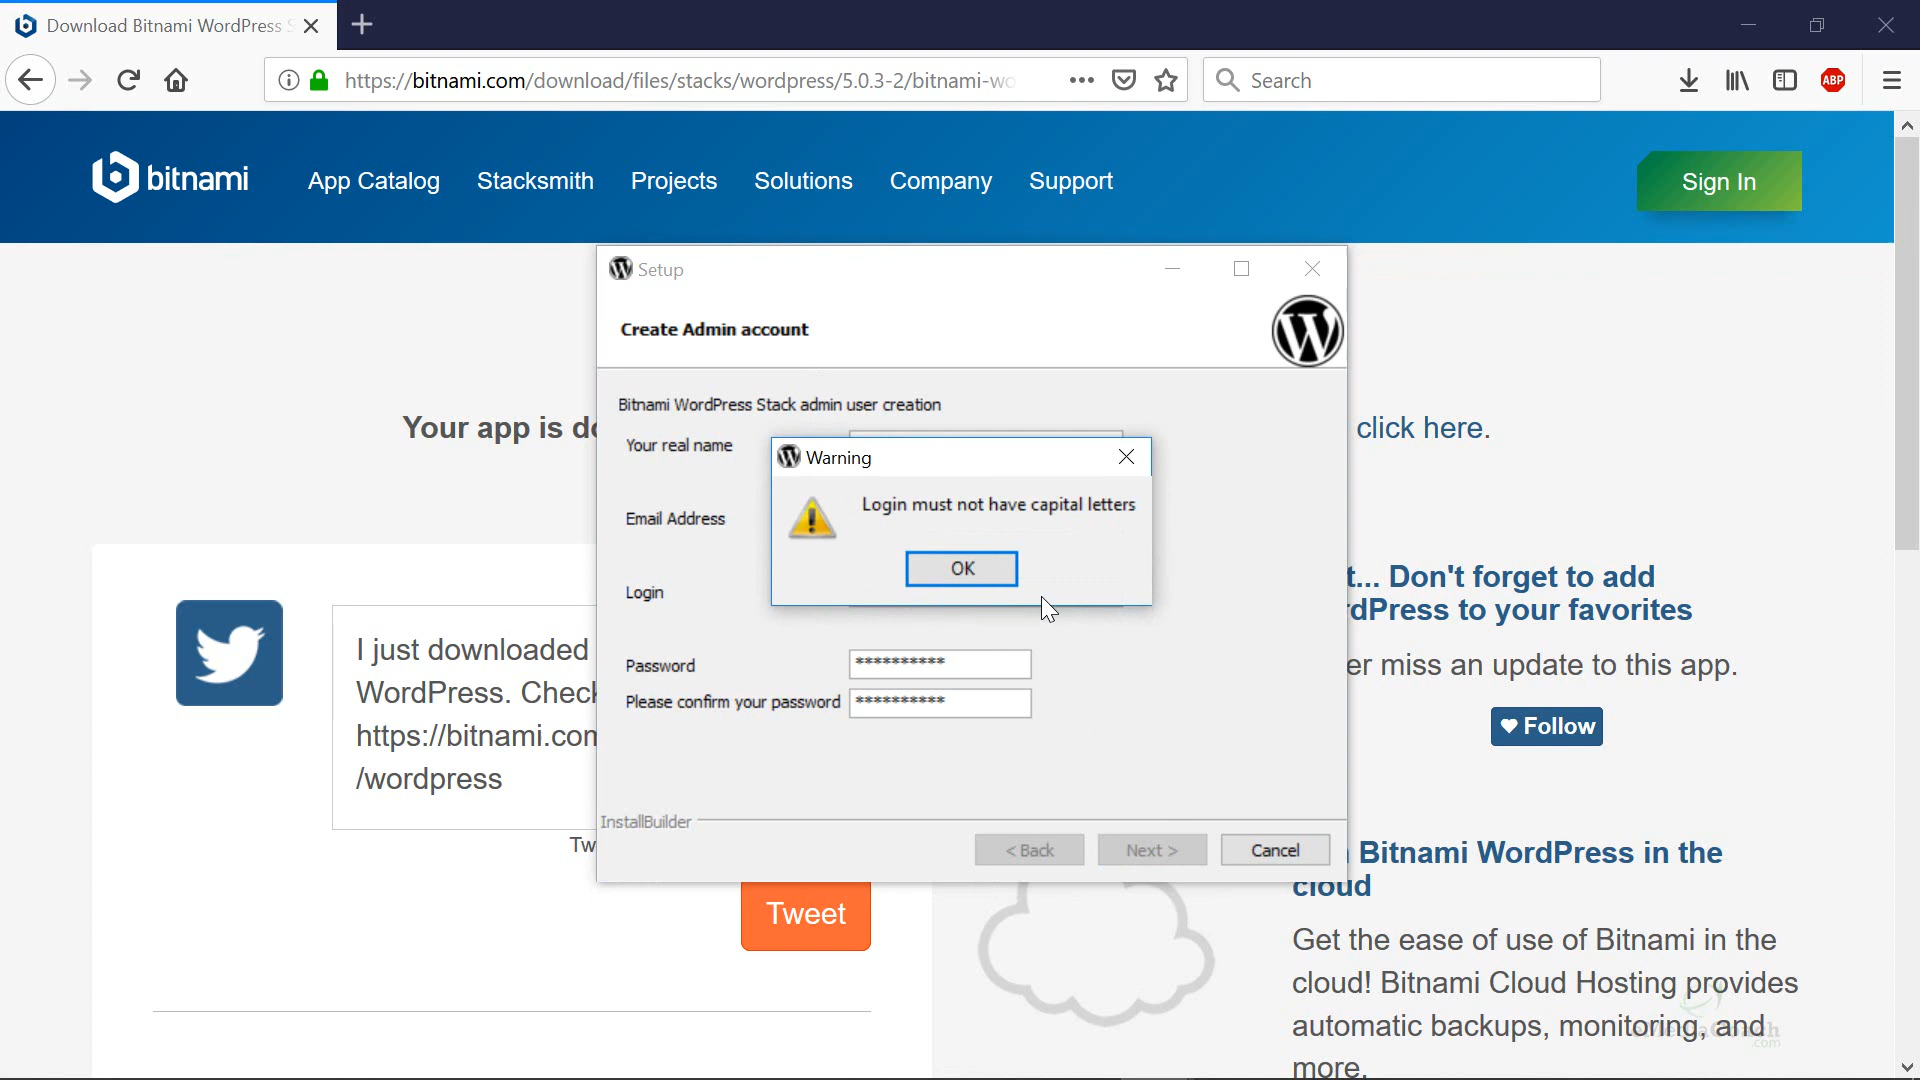 Download Bitnami WordPress S
https://bitnami.com/download/files/stacks/wordpress/5.0.3-2/bitnami-wo
Search
ABP
bitnami
App Catalog Stacksmith Projects Solutions Company Support
Sign In
Setup
Create Admin account
Bitnami WordPress Stack admin user creation
Your real name
Warning
Login must not have capital letters
OK
Email Address
Login
Password **********
Please confirm your password **********
InstallBuilder
< Back Next > Cancel
Your app is do
click here.
I just downloaded
WordPress. Check
https://bitnami.com
/wordpress
Tw
Tweet
t... Don't forget to add
rdPress to your favorites
er miss an update to this app.
Follow
Bitnami WordPress in the
cloud
Get the ease of use of Bitnami in the
cloud! Bitnami Cloud Hosting provides
automatic backups, monitoring, and
more.